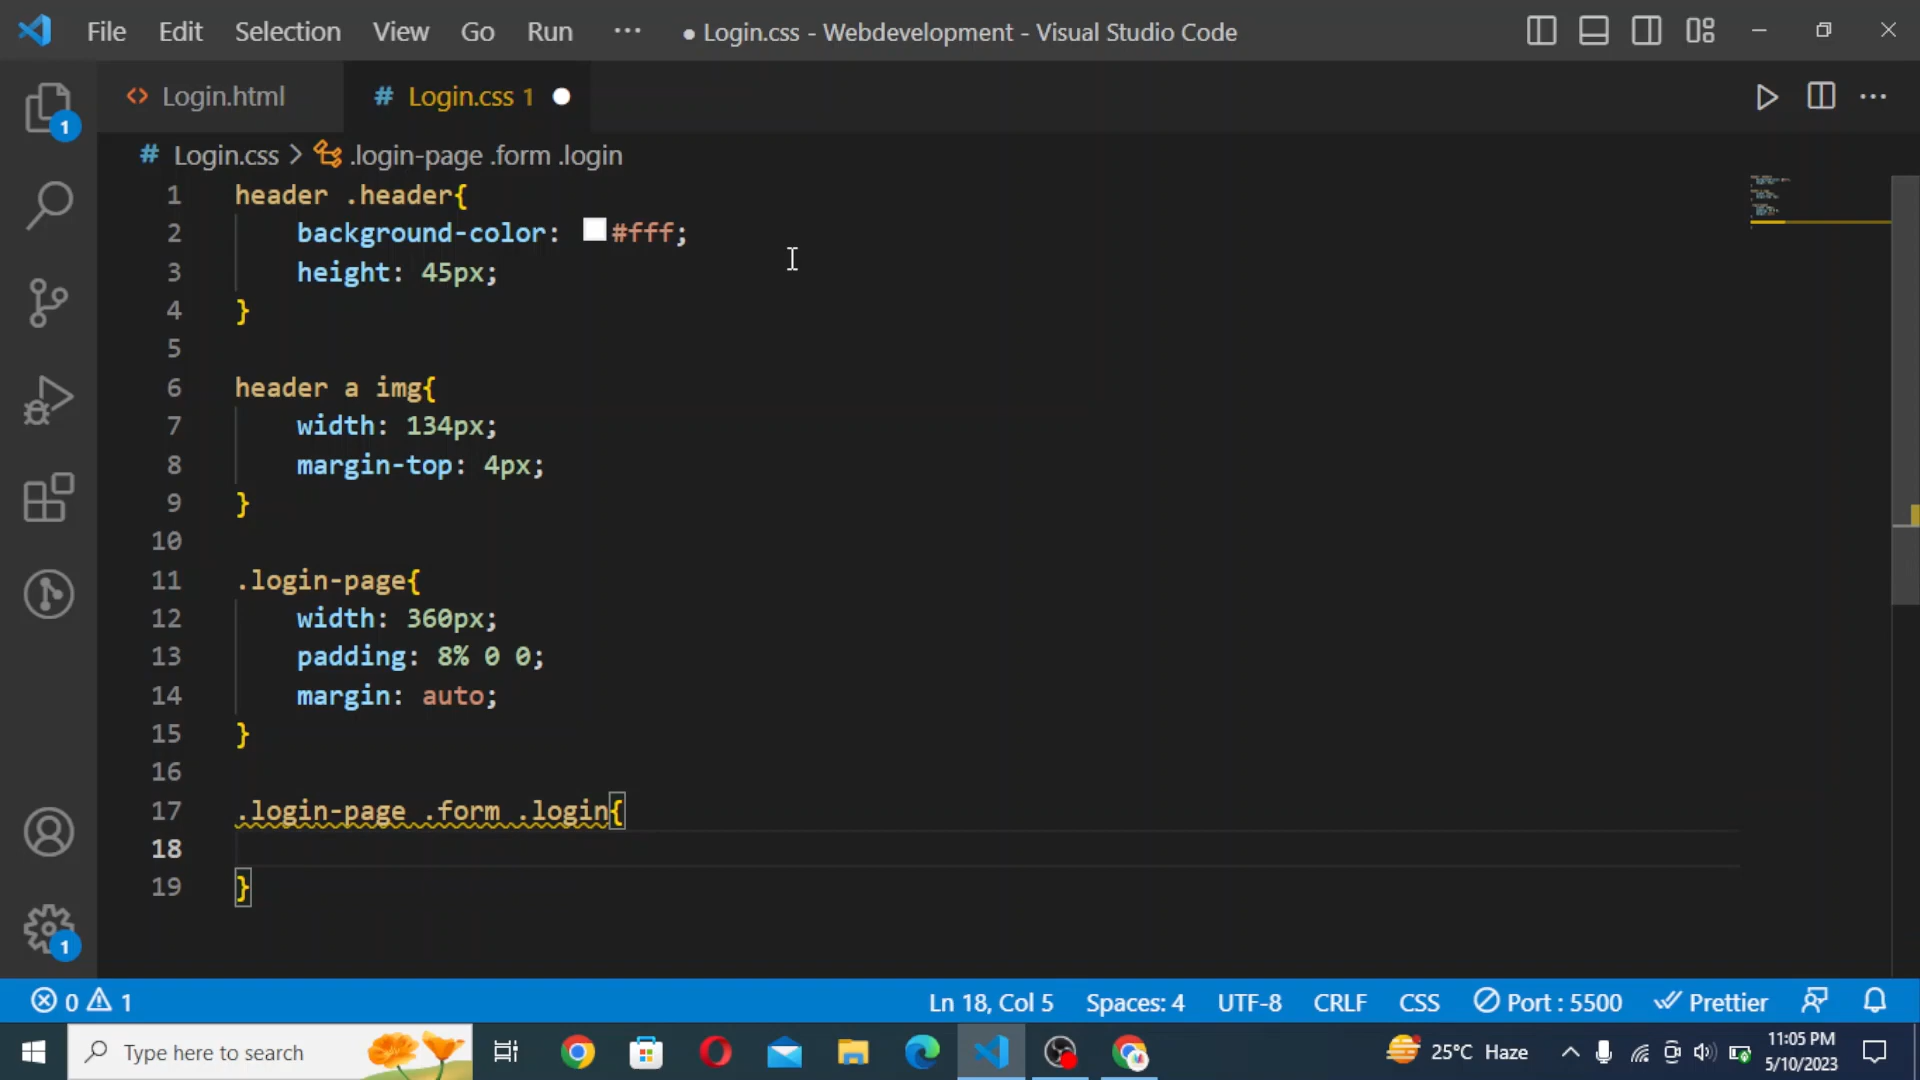 File Edit Selection View Go Run ··· ● Login.css - Webdevelopment - Visual Studio Code
<> Login.html # Login.css 1 ●
1
# Login.css > .login-page .form .login
1 header .header{
2 background-color: #fff;
3 height: 45px;
4 }
5
6 header a img{
7 width: 134px;
8 margin-top: 4px;
9 }
10
11 .login-page{
12 width: 360px;
13 padding: 8% 0 0;
14 margin: auto;
15 }
16
17 .login-page .form .login{
18
19 }
1
0 1 Ln 18, Col 5 Spaces: 4 UTF-8 CRLF CSS Port : 5500 Prettier
Type here to search 25°C Haze 11:05 PM
5/10/2023